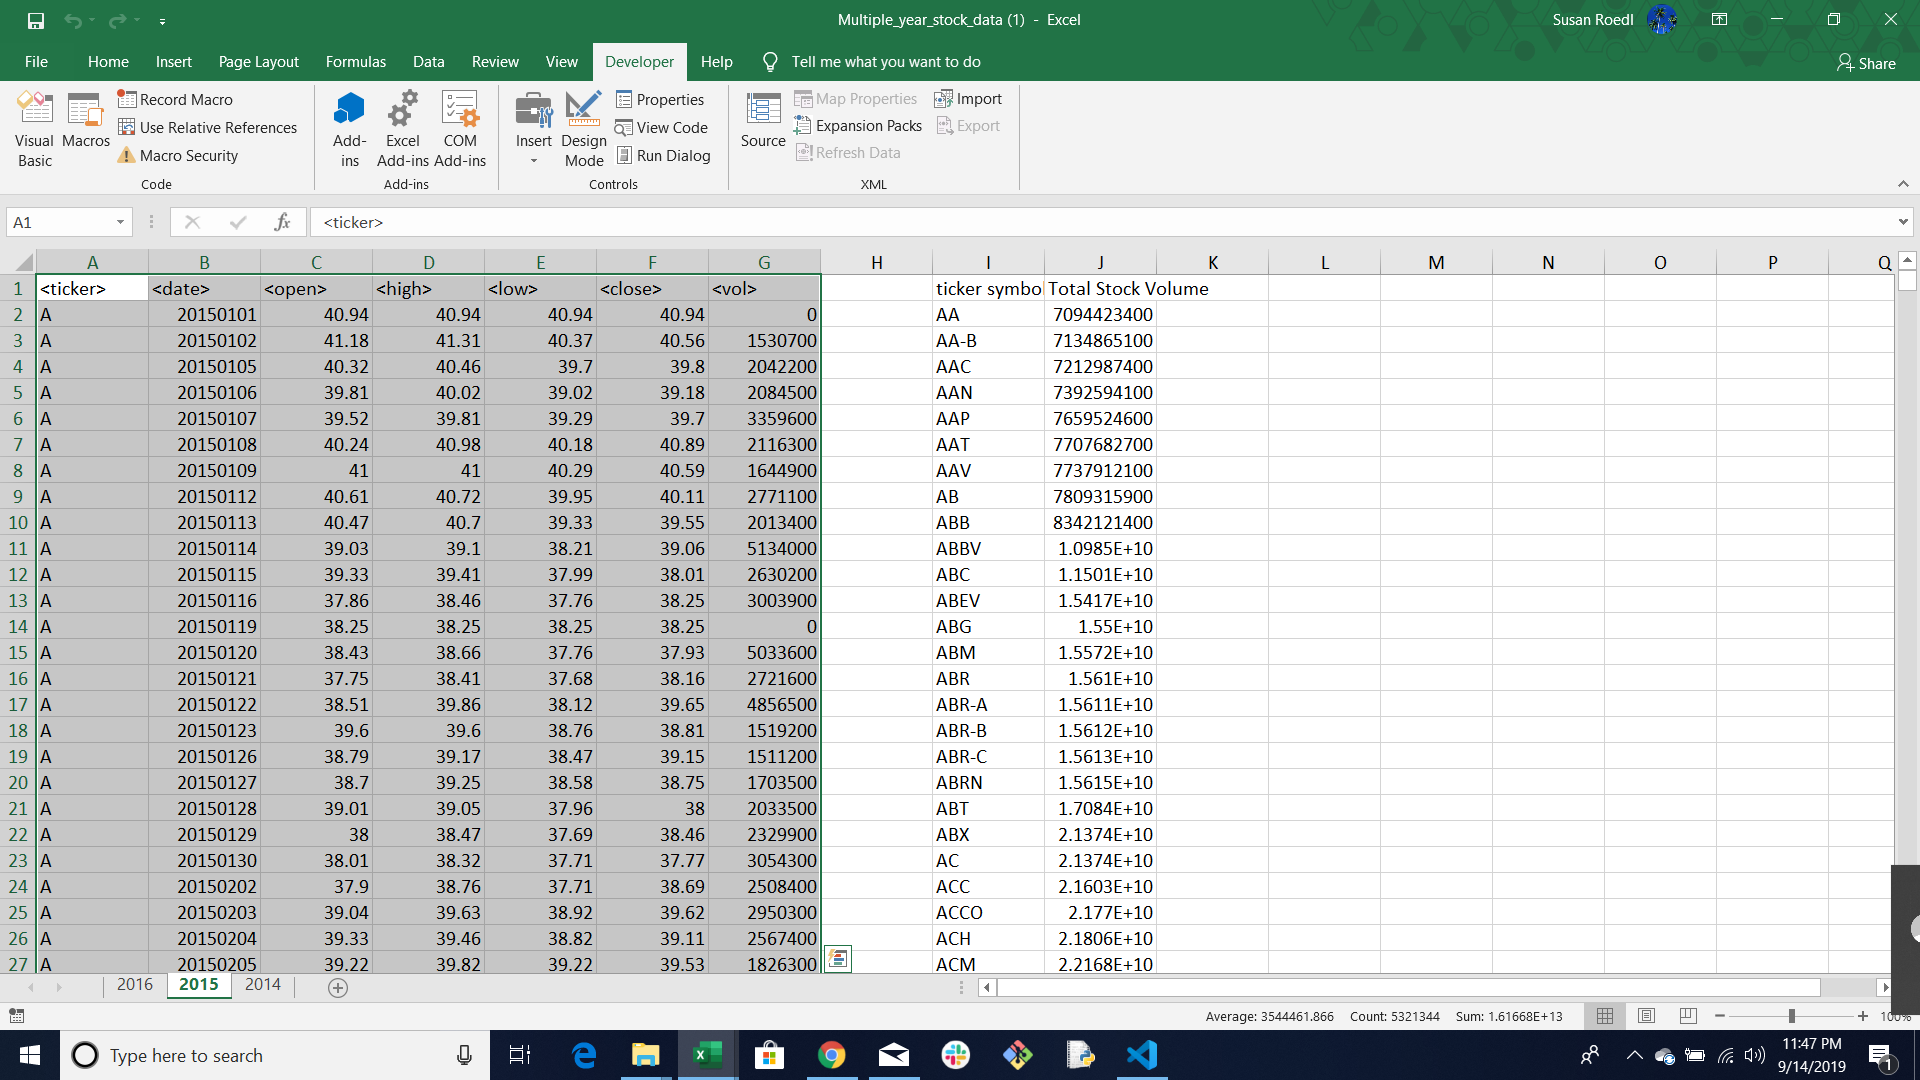 Multiple_year_stock_data (1) - Excel
Susan Roedl
File Home Insert Page Layout Formulas Data Review View Developer Help Tell me what you want to do Share
Visual Basic
Macros
Record Macro
Use Relative References
Macro Security
Code
Add-ins
Excel Add-ins
COM Add-ins
Add-ins
Insert
Design Mode
Properties
View Code
Run Dialog
Controls
Source
Map Properties
Expansion Packs
Refresh Data
Import
Export
XML
A1 fx <ticker>
A B C D E F G H I J K L M N O P Q
1 <ticker> <date> <open> <high> <low> <close> <vol> ticker symbo Total Stock Volume
2 A 20150101 40.94 40.94 40.94 40.94 0 AA 7094423400
3 A 20150102 41.18 41.31 40.37 40.56 1530700 AA-B 7134865100
4 A 20150105 40.32 40.46 39.7 39.8 2042200 AAC 7212987400
5 A 20150106 39.81 40.02 39.02 39.18 2084500 AAN 7392594100
6 A 20150107 39.52 39.81 39.29 39.7 3359600 AAP 7659524600
7 A 20150108 40.24 40.98 40.18 40.89 2116300 AAT 7707682700
8 A 20150109 41 41 40.29 40.59 1644900 AAV 7737912100
9 A 20150112 40.61 40.72 39.95 40.11 2771100 AB 7809315900
10 A 20150113 40.47 40.7 39.33 39.55 2013400 ABB 8342121400
11 A 20150114 39.03 39.1 38.21 39.06 5134000 ABBV 1.0985E+10
12 A 20150115 39.33 39.41 37.99 38.01 2630200 ABC 1.1501E+10
13 A 20150116 37.86 38.46 37.76 38.25 3003900 ABEV 1.5417E+10
14 A 20150119 38.25 38.25 38.25 38.25 0 ABG 1.55E+10
15 A 20150120 38.43 38.66 37.76 37.93 5033600 ABM 1.5572E+10
16 A 20150121 37.75 38.41 37.68 38.16 2721600 ABR 1.561E+10
17 A 20150122 38.51 39.86 38.12 39.65 4856500 ABR-A 1.5611E+10
18 A 20150123 39.6 39.6 38.76 38.81 1519200 ABR-B 1.5612E+10
19 A 20150126 38.79 39.17 38.47 39.15 1511200 ABR-C 1.5613E+10
20 A 20150127 38.7 39.25 38.58 38.75 1703500 ABRN 1.5615E+10
21 A 20150128 39.01 39.05 37.96 38 2033500 ABT 1.7084E+10
22 A 20150129 38 38.47 37.69 38.46 2329900 ABX 2.1374E+10
23 A 20150130 38.01 38.32 37.71 37.77 3054300 AC 2.1374E+10
24 A 20150202 37.9 38.76 37.71 38.69 2508400 ACC 2.1603E+10
25 A 20150203 39.04 39.63 38.92 39.62 2950300 ACCO 2.177E+10
26 A 20150204 39.33 39.46 38.82 39.11 2567400 ACH 2.1806E+10
27 A 20150205 39.22 39.82 39.22 39.53 1826300 ACM 2.2168E+10
2016 2015 2014
Average: 3544461.866 Count: 5321344 Sum: 1.61668E+13 100%
Type here to search
11:47 PM
9/14/2019
1